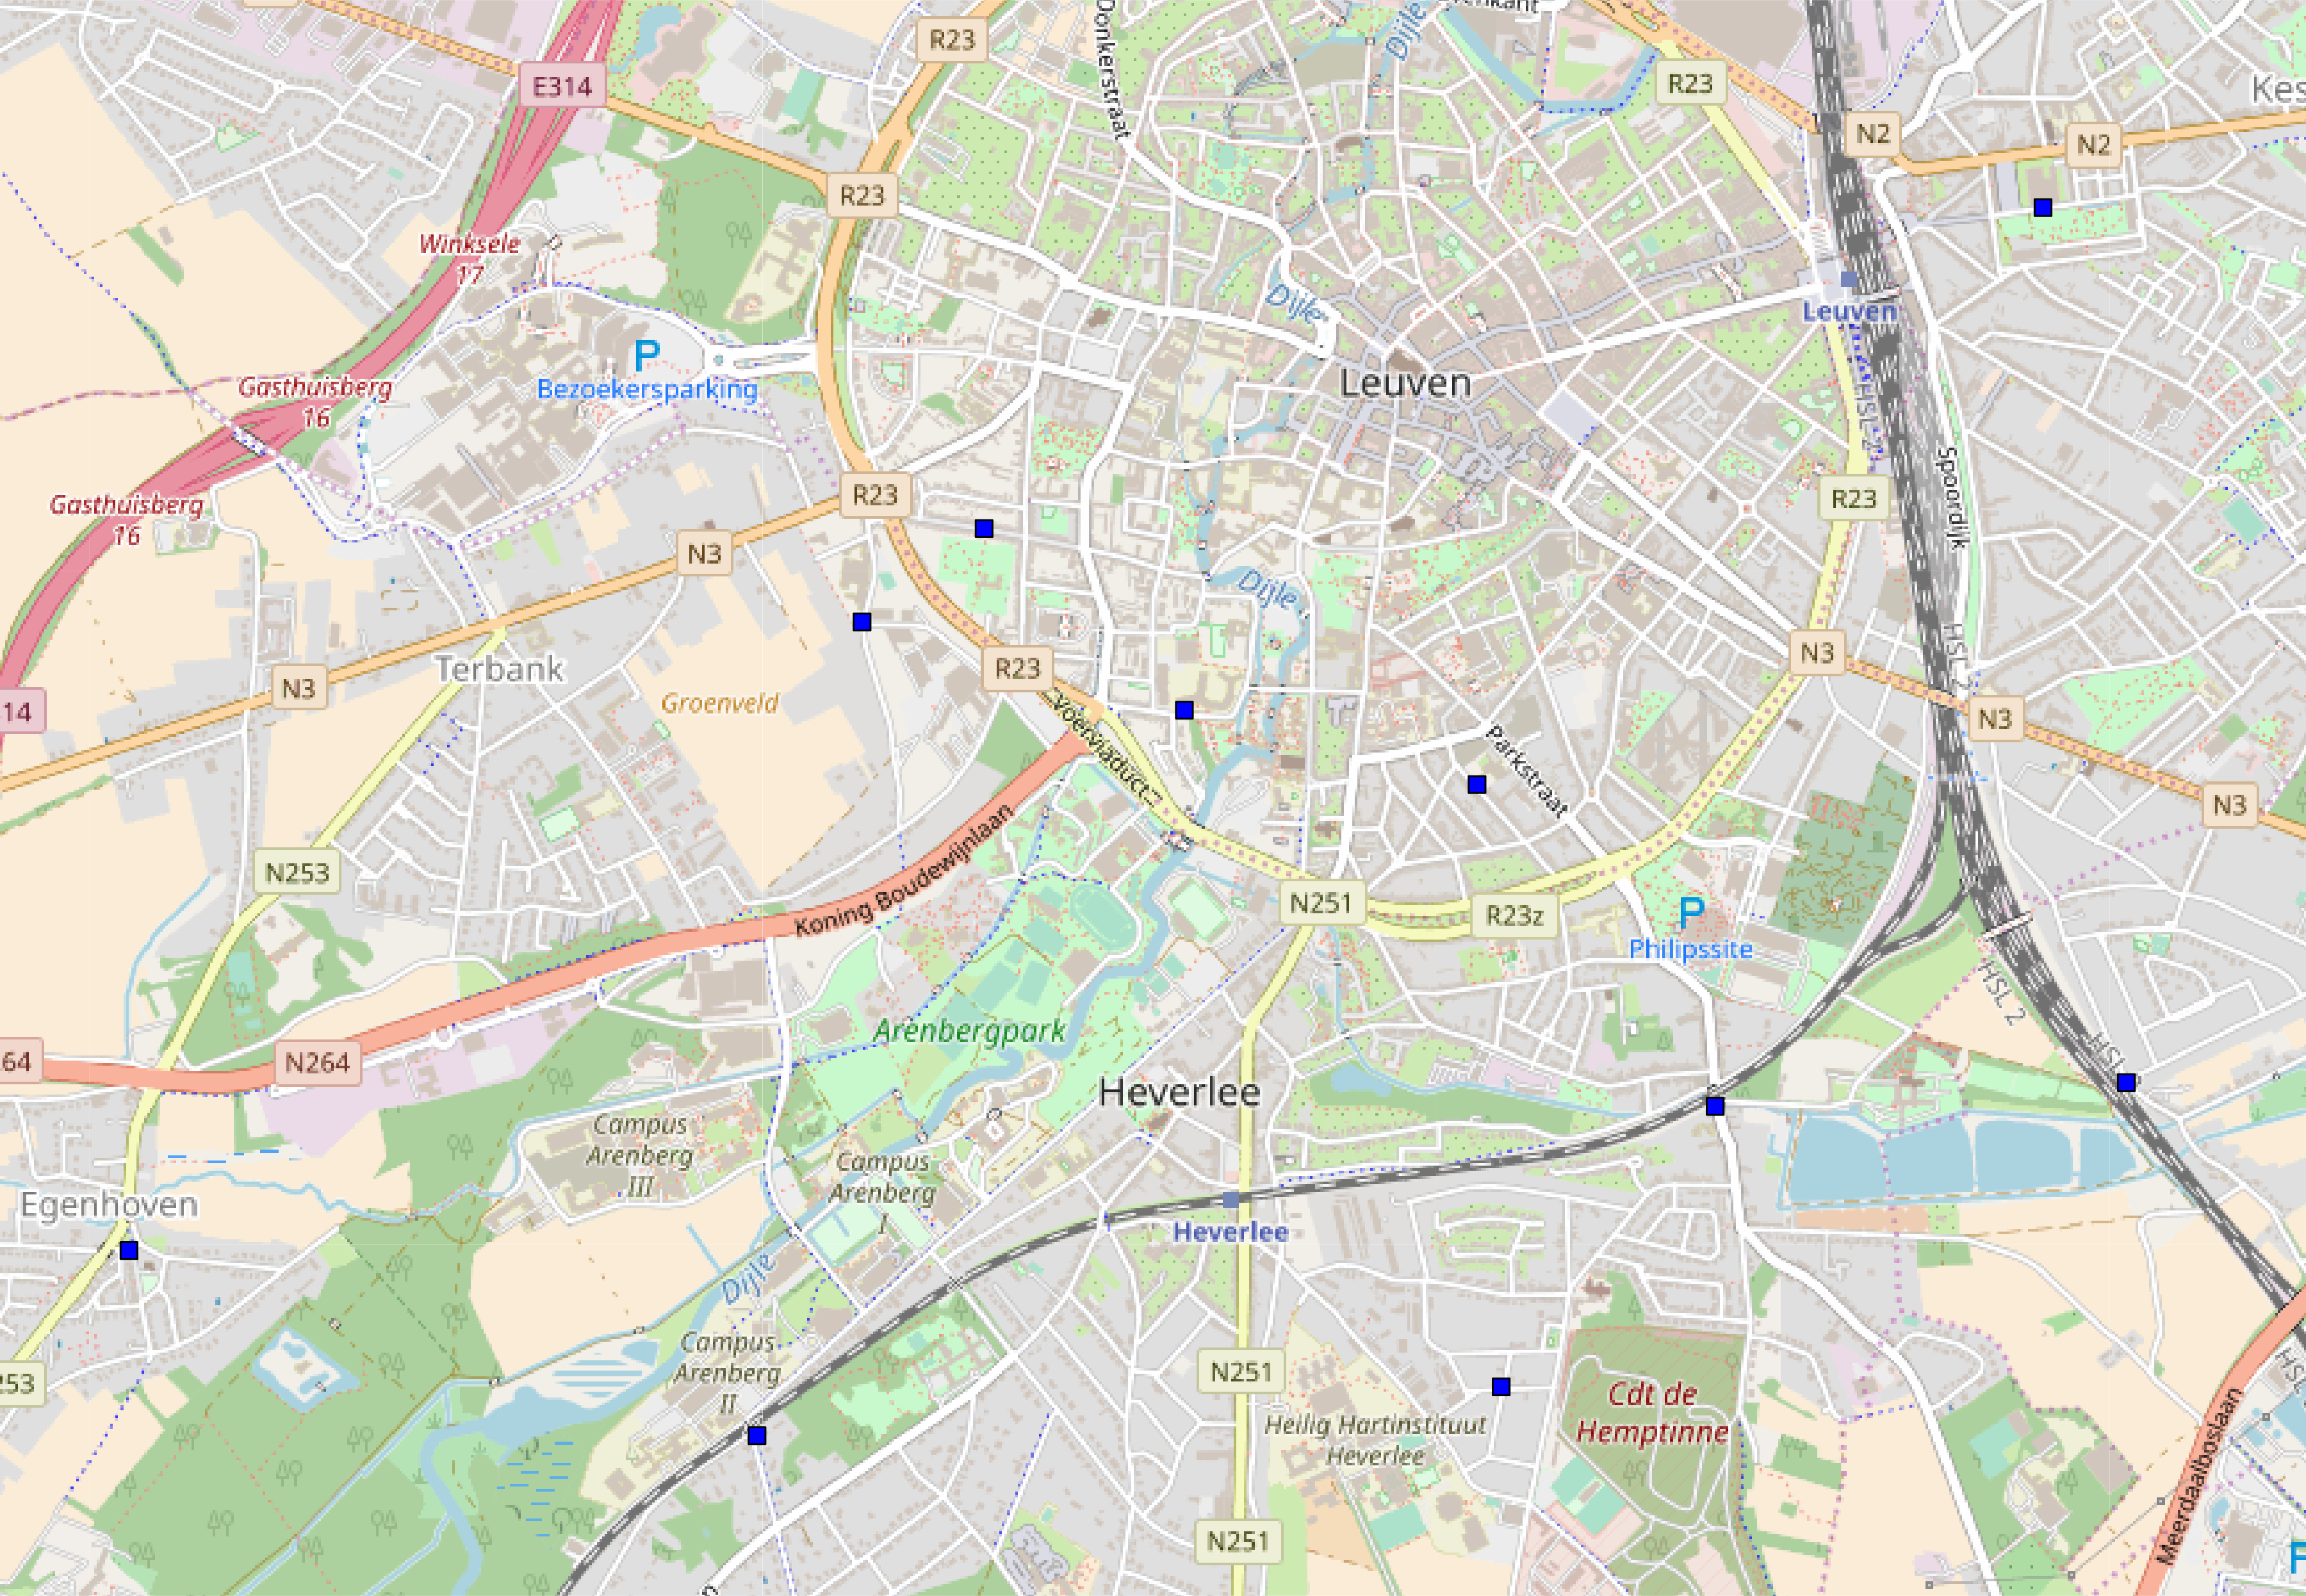 Donkerstraat
Dijle
R23
E314
R23
N2
N2
R23
Winksele
17
Dijle
Leuven
P
Bezoekersparking
Gasthuisberg
16
Leuven
HSL 2
Gasthuisberg
16
R23
R23
Spoordijk
N3
Dijle
Terbank
R23
N3
HSL 2
N3
Groenveld
14
N3
Parkstraat
N3
N253
Koning Boudewijnlaan
N251
R23z
P
Philipssite
HSL 2
Arenbergpark
64
N264
HSL
Heverlee
Campus
Arenberg
III
Campus
Arenberg
I
Egenhoven
Heverlee
Dijle
Campus
Arenberg
II
253
N251
Cdt de
Hemptinne
Heilig Hartinstituut
Heverlee
Meerdaalboslaan
N251